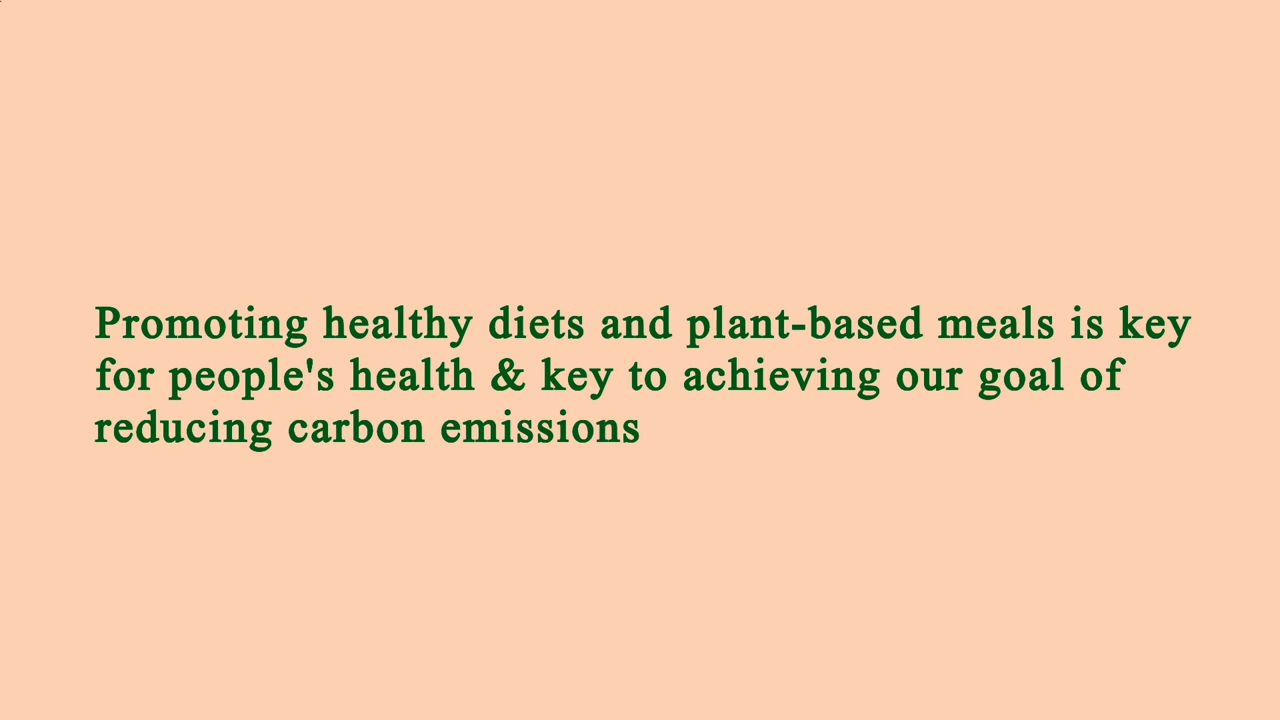 Promoting healthy diets and plant-based meals is key
for people's health & key to achieving our goal of
reducing carbon emissions